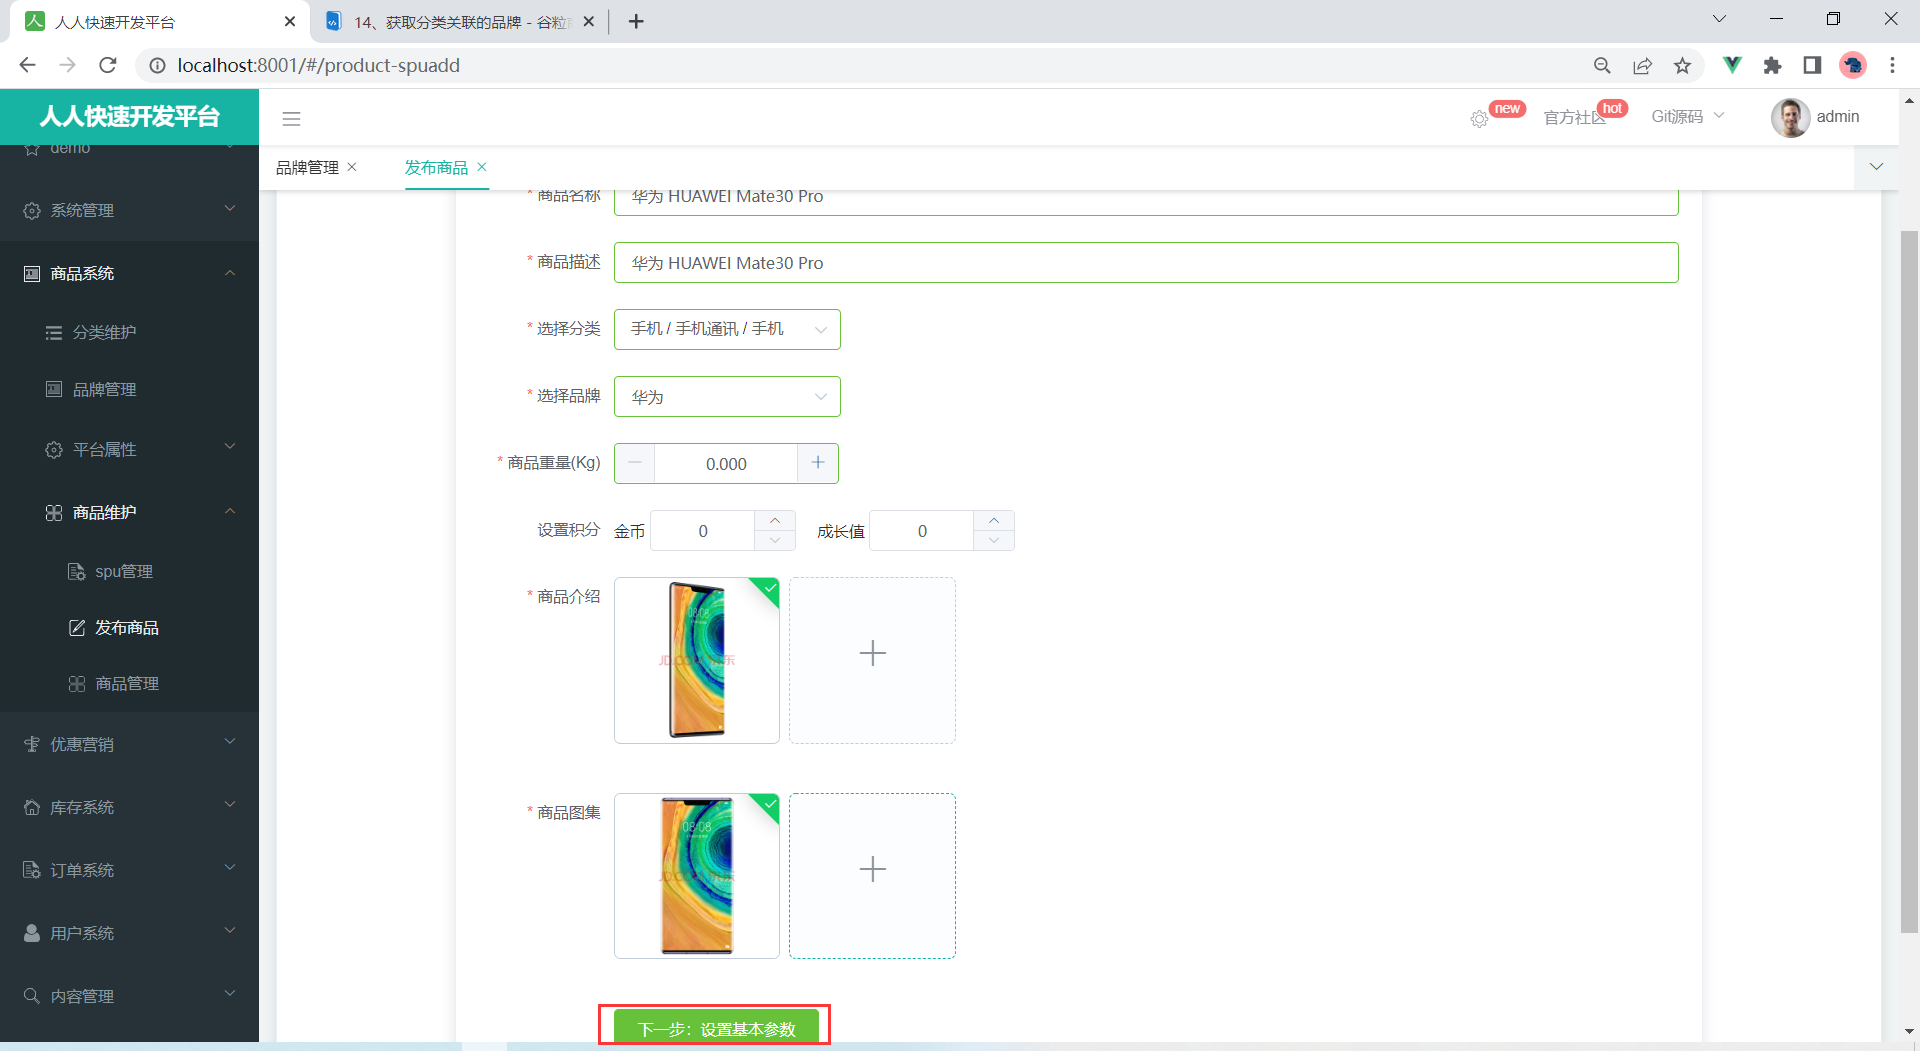 人人快速开发平台
14、获取分类关联的品牌 - 谷粒
localhost:8001/#/product-spuadd
人人快速开发平台
new
官方社区
hot
Git源码
admin
demo
品牌管理
发布商品
系统管理
商品系统
分类维护
品牌管理
平台属性
商品维护
spu管理
发布商品
商品管理
优惠营销
库存系统
订单系统
用户系统
内容管理
* 商品名称 华为 HUAWEI Mate30 Pro
* 商品描述 华为 HUAWEI Mate30 Pro
* 选择分类 手机 / 手机通讯 / 手机
* 选择品牌 华为
* 商品重量(Kg) 0.000
设置积分 金币 0 成长值 0
* 商品介绍
08:08
* 商品图集
08:08
下一步：设置基本参数